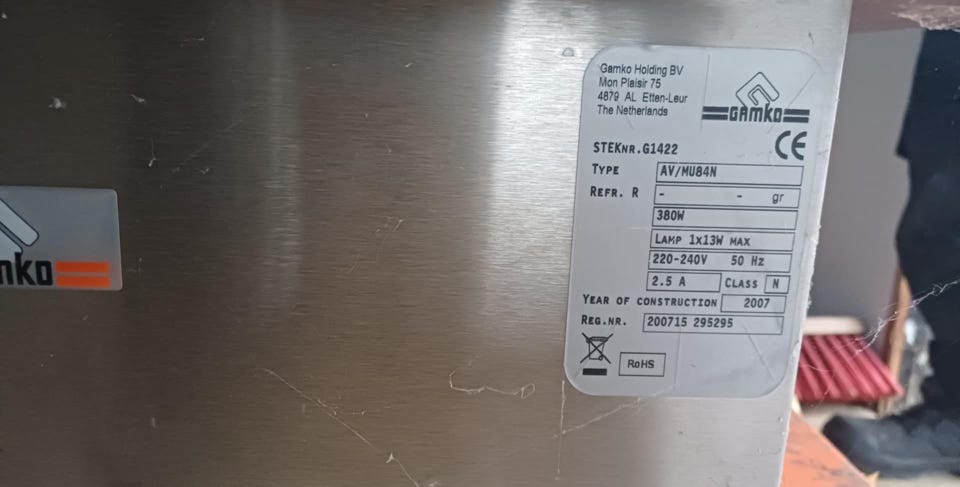 Gamko Holding BV
Mon Plaisir 75
4879 AL Etten-Leur
The Netherlands
GAMKO
CE
STEKnr.G1422
Type AV/MU84N
Refr. R - - gr
380W
Lamp 1x13W max
220-240V 50 Hz
2.5 A Class N
Year of construction 2007
Reg.nr. 200715 295295
RoHS
mko